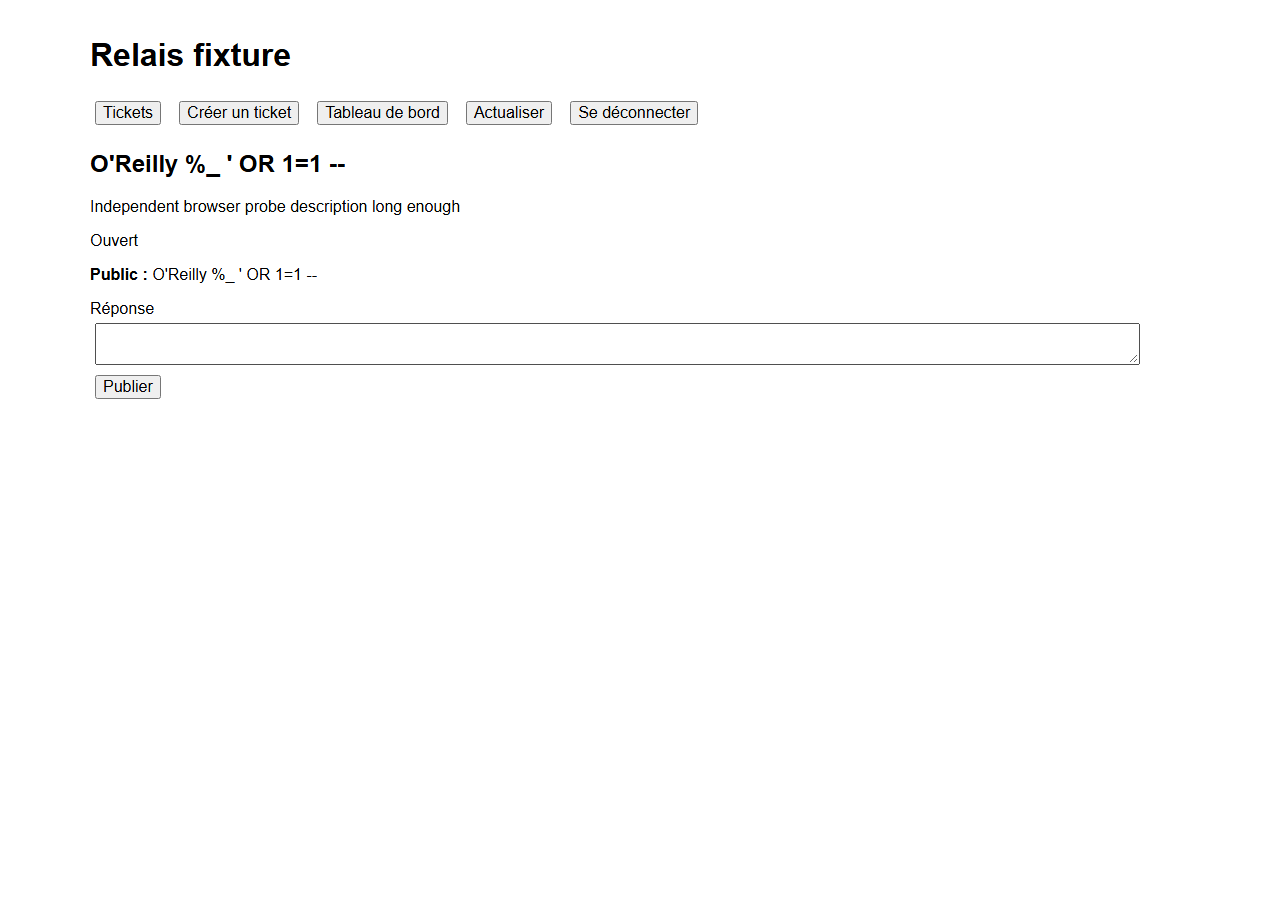 Relais fixture
Tickets Créer un ticket Tableau de bord Actualiser Se déconnecter
O'Reilly %_ ' OR 1=1 --
Independent browser probe description long enough
Ouvert
Public : O'Reilly %_ ' OR 1=1 --
Réponse
Publier